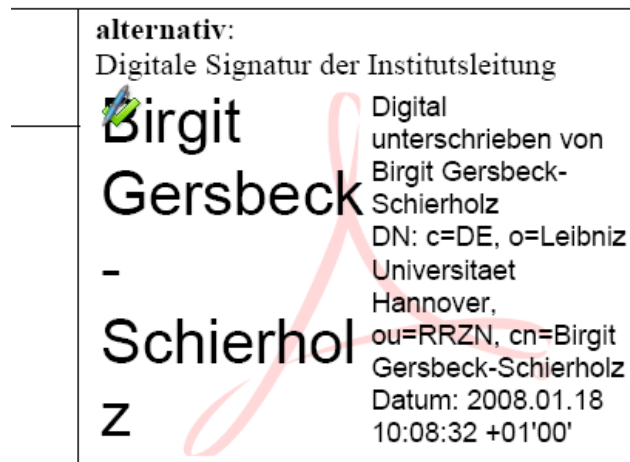 alternativ:
Digitale Signatur der Institutsleitung
Birgit
Gersbeck
-
Schierhol
z
Digital
unterschrieben von
Birgit Gersbeck-
Schierholz
DN: c=DE, o=Leibniz
Universitaet
Hannover,
ou=RRZN, cn=Birgit
Gersbeck-Schierholz
Datum: 2008.01.18
10:08:32 +01'00'